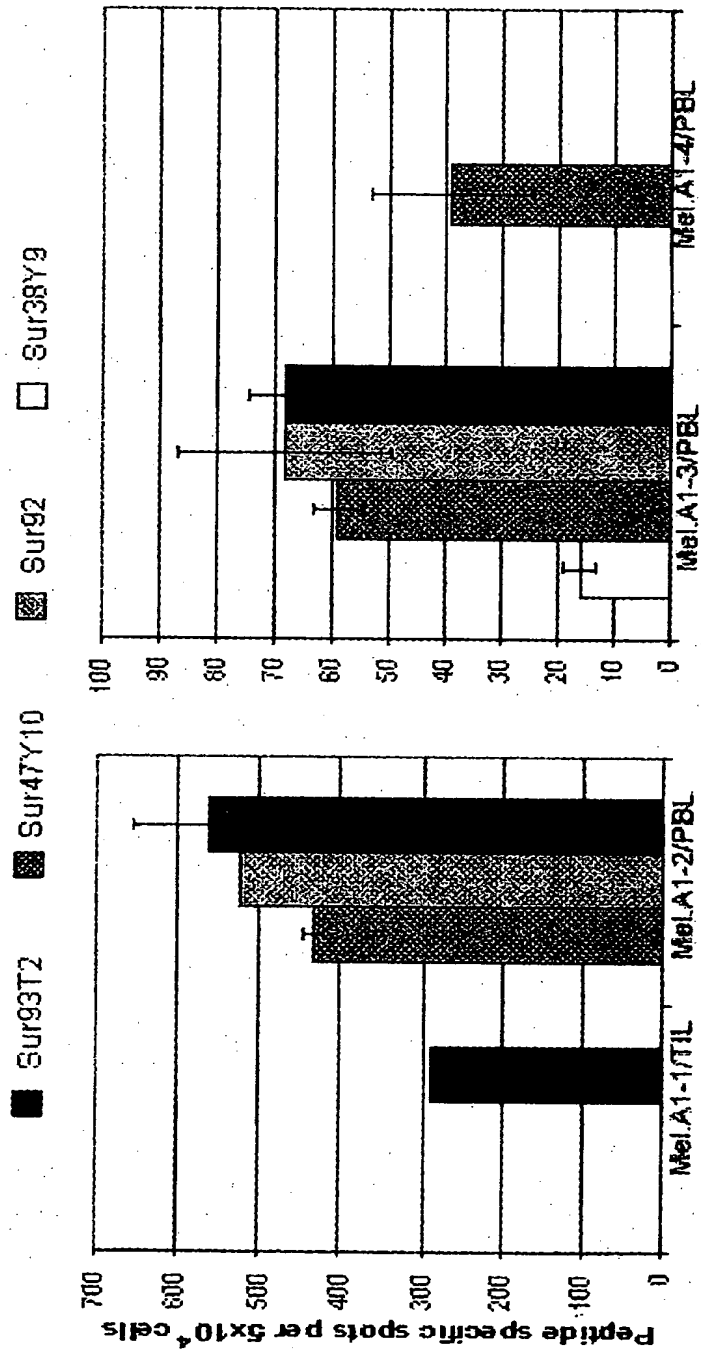 Sur93T2
Sur47Y10
Sur92
Sur38Y9
Peptide specific spots per 5x10⁴ cells
700
600
500
400
300
200
100
0
Mel.A1-1/TIL
Mel.A1-2/PBL
100
90
80
70
60
50
40
30
20
10
0
Mel.A1-3/PBL
Mel.A1-4/PBL